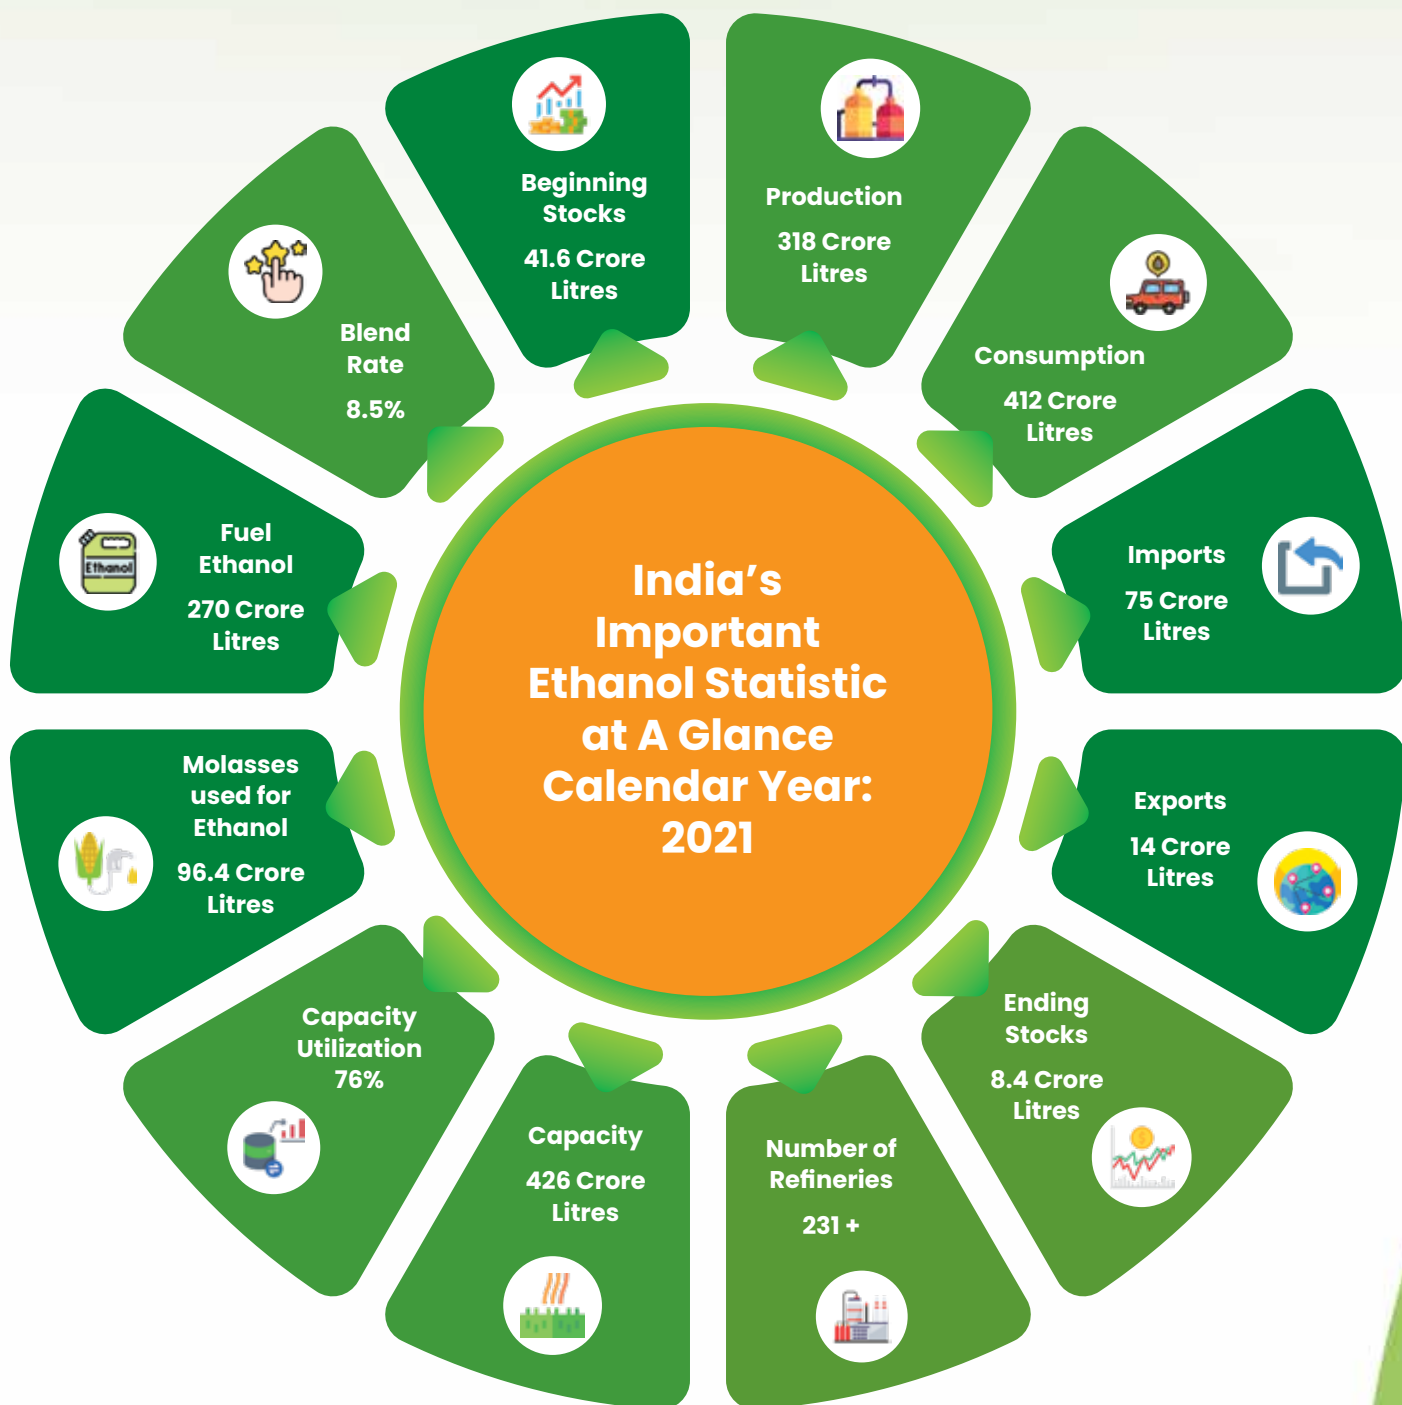 Beginning
Stocks
41.6 Crore
Litres
Production
318 Crore
Litres
Consumption
412 Crore
Litres
Imports
75 Crore
Litres
Exports
14 Crore
Litres
Ending
Stocks
8.4 Crore
Litres
Number of
Refineries
231 +
Capacity
426 Crore
Litres
Capacity
Utilization
76%
Molasses
used for
Ethanol
96.4 Crore
Litres
Fuel
Ethanol
270 Crore
Litres
Ethanol
Blend
Rate
8.5%
India’s
Important
Ethanol Statistic
at A Glance
Calendar Year:
2021